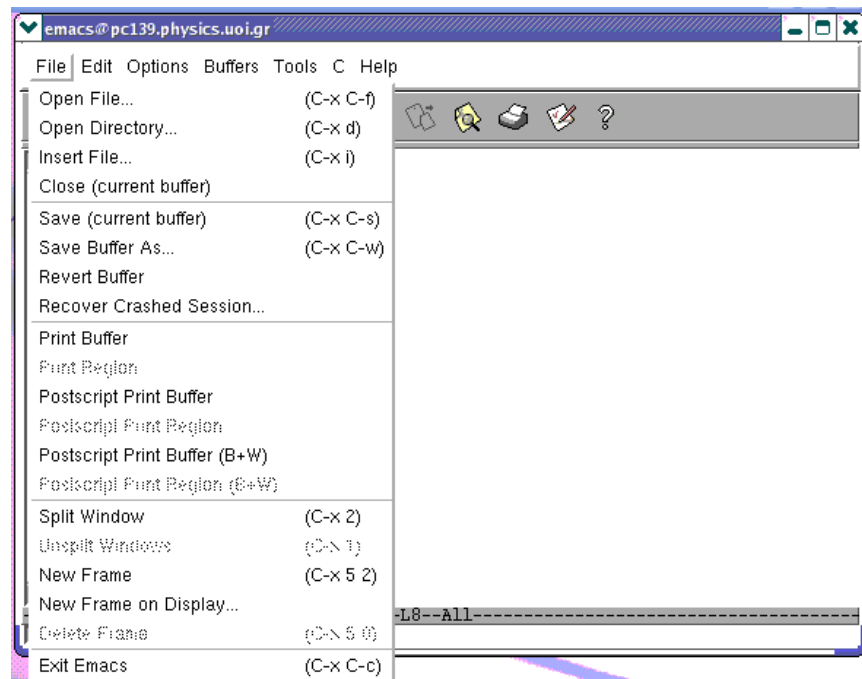 emacs@pc139.physics.uoi.gr
File Edit Options Buffers Tools C Help
Open File... (C-x C-f)
Open Directory... (C-x d)
Insert File... (C-x i)
Close (current buffer)
Save (current buffer) (C-x C-s)
Save Buffer As... (C-x C-w)
Revert Buffer
Recover Crashed Session...
Print Buffer
Print Region
Postscript Print Buffer
Postscript Print Region
Postscript Print Buffer (B+W)
Postscript Print Region (B+W)
Split Window (C-x 2)
Unsplit Windows (C-x 1)
New Frame (C-x 5 2)
New Frame on Display...
-L8--All----------------------------------------
Delete Frame (C-x 5 0)
Exit Emacs (C-x C-c)